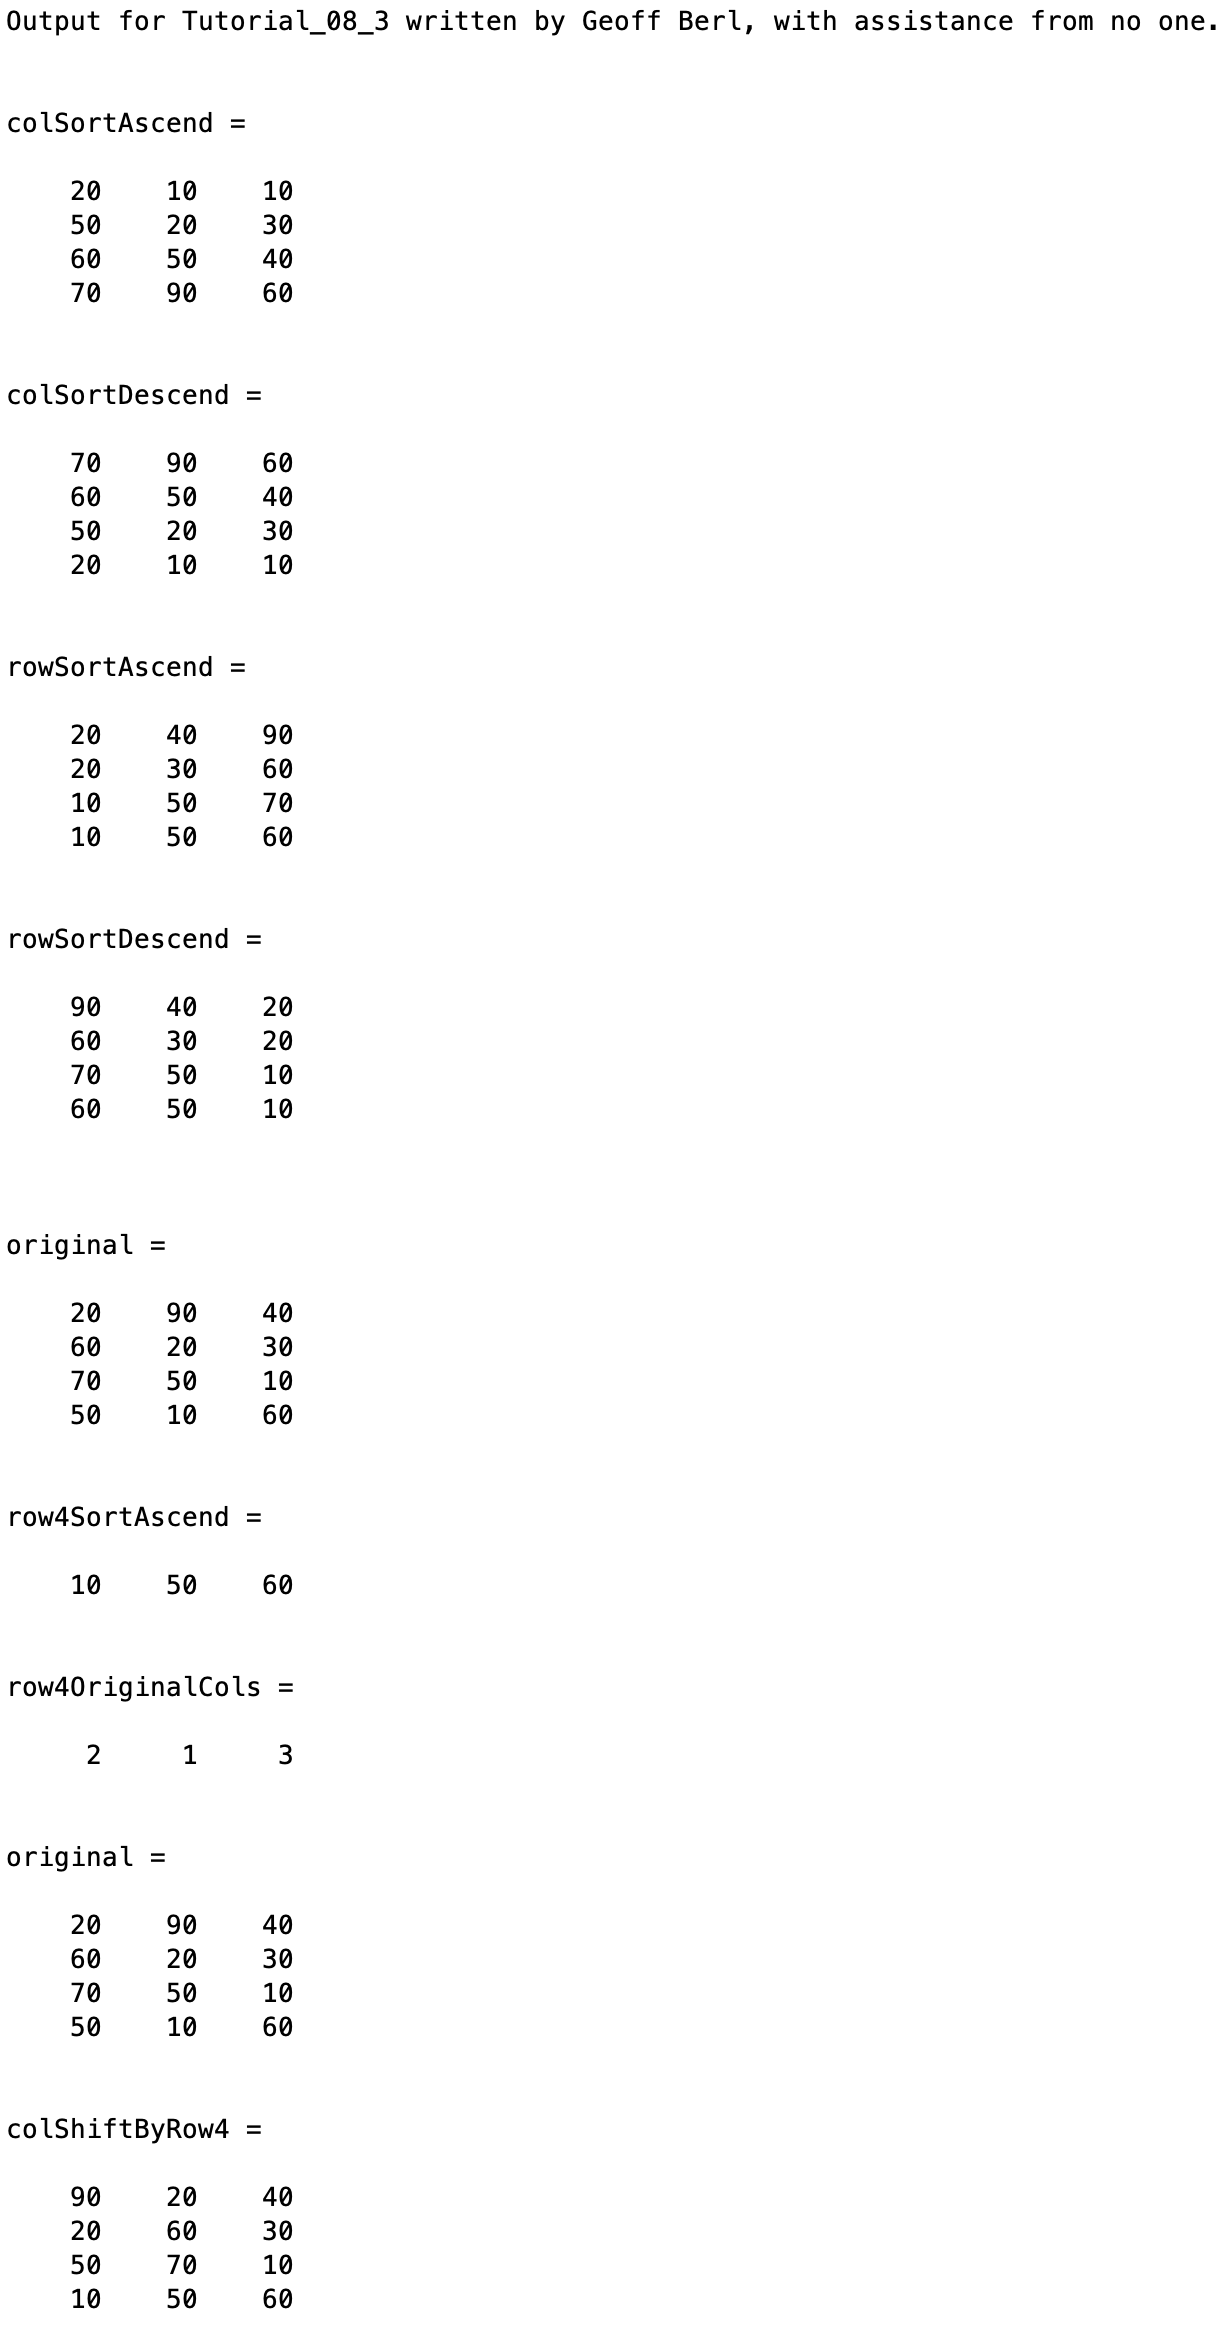 Output for Tutorial_08_3 written by Geoff Berl, with assistance from no one.
colSortAscend =
20 10 10
50 20 30
60 50 40
70 90 60
colSortDescend =
70 90 60
60 50 40
50 20 30
20 10 10
rowSortAscend =
20 40 90
20 30 60
10 50 70
10 50 60
rowSortDescend =
90 40 20
60 30 20
70 50 10
60 50 10
original =
20 90 40
60 20 30
70 50 10
50 10 60
row4SortAscend =
10 50 60
row4OriginalCols =
2 1 3
original =
20 90 40
60 20 30
70 50 10
50 10 60
colShiftByRow4 =
90 20 40
20 60 30
50 70 10
10 50 60